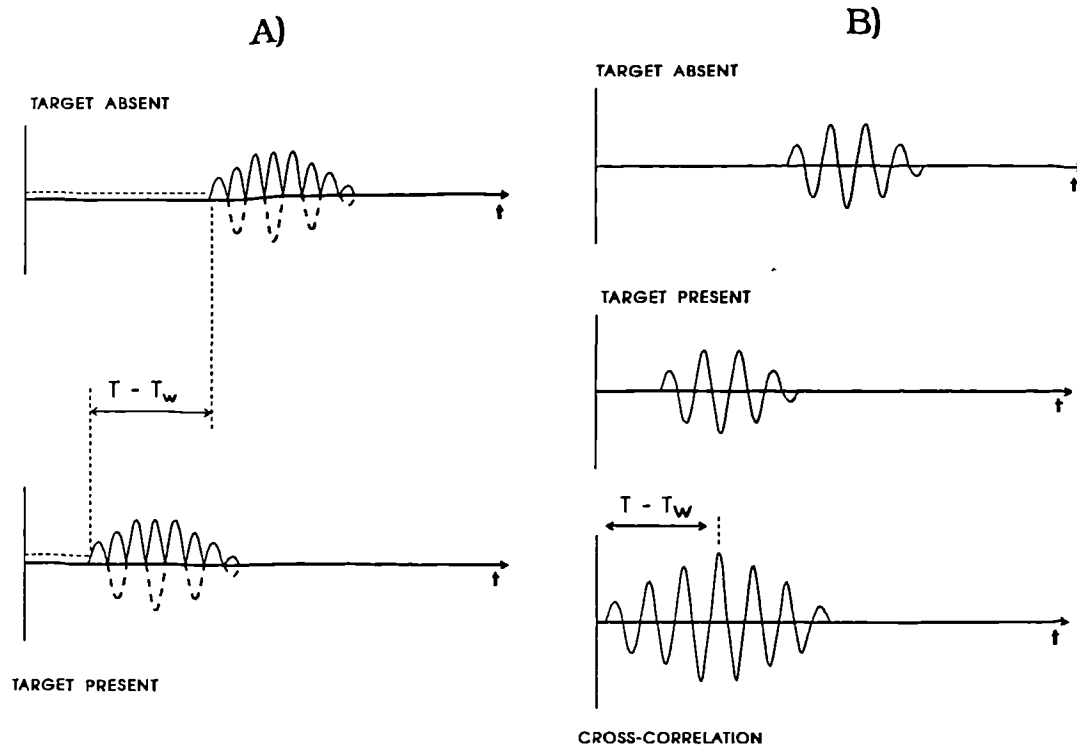 A)
TARGET ABSENT
t
T - Tw
t
TARGET PRESENT
B)
TARGET ABSENT
t
TARGET PRESENT
t
T - Tw
t
CROSS-CORRELATION